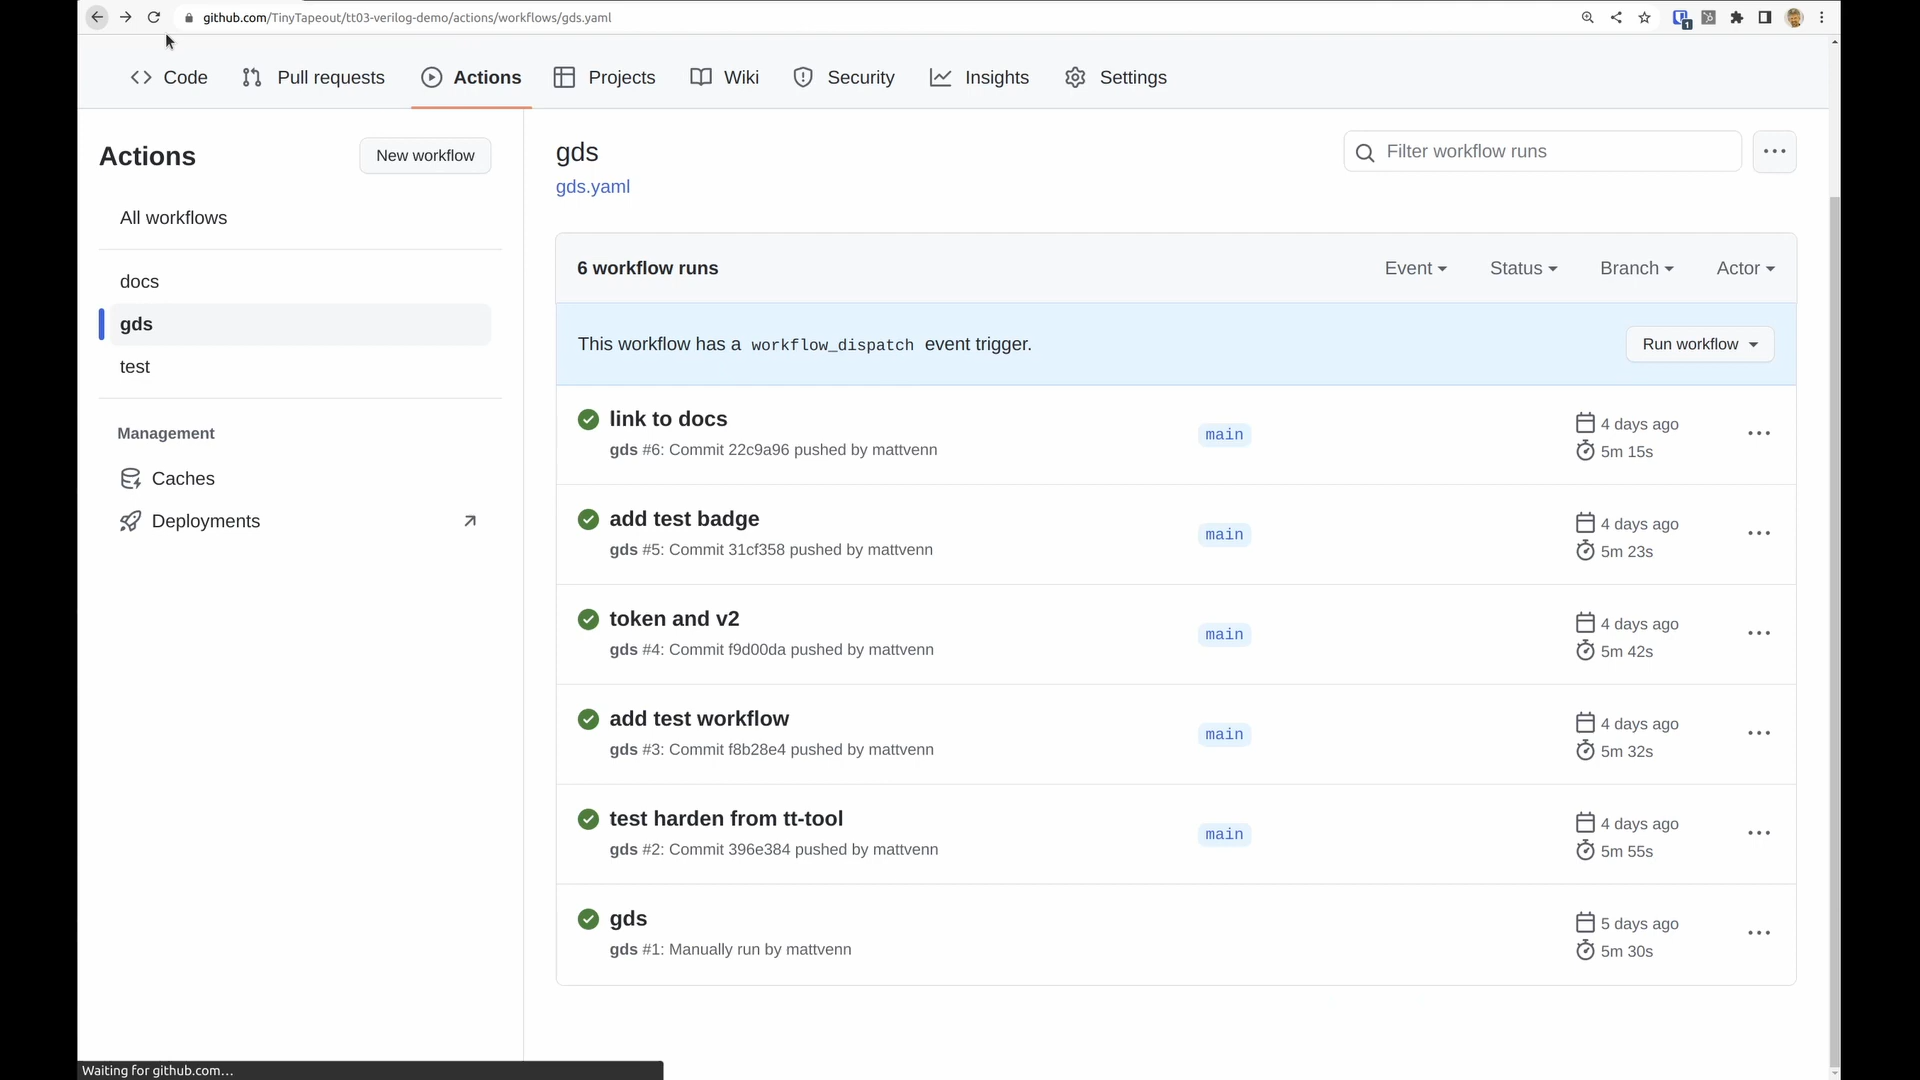 github.com/TinyTapeout/tt03-verilog-demo/actions/workflows/gds.yaml
1
Code
Pull requests
Actions
Projects
Wiki
Security
Insights
Settings
Actions
New workflow
All workflows
docs
gds
test
Management
Caches
Deployments
gds
gds.yaml
Filter workflow runs
6 workflow runs
Event
Status
Branch
Actor
This workflow has a workflow_dispatch event trigger.
Run workflow
link to docs
gds #6: Commit 22c9a96 pushed by mattvenn
main
4 days ago
5m 15s
add test badge
gds #5: Commit 31cf358 pushed by mattvenn
main
4 days ago
5m 23s
token and v2
gds #4: Commit f9d00da pushed by mattvenn
main
4 days ago
5m 42s
add test workflow
gds #3: Commit f8b28e4 pushed by mattvenn
main
4 days ago
5m 32s
test harden from tt-tool
gds #2: Commit 396e384 pushed by mattvenn
main
4 days ago
5m 55s
gds
gds #1: Manually run by mattvenn
5 days ago
5m 30s
Waiting for github.com...